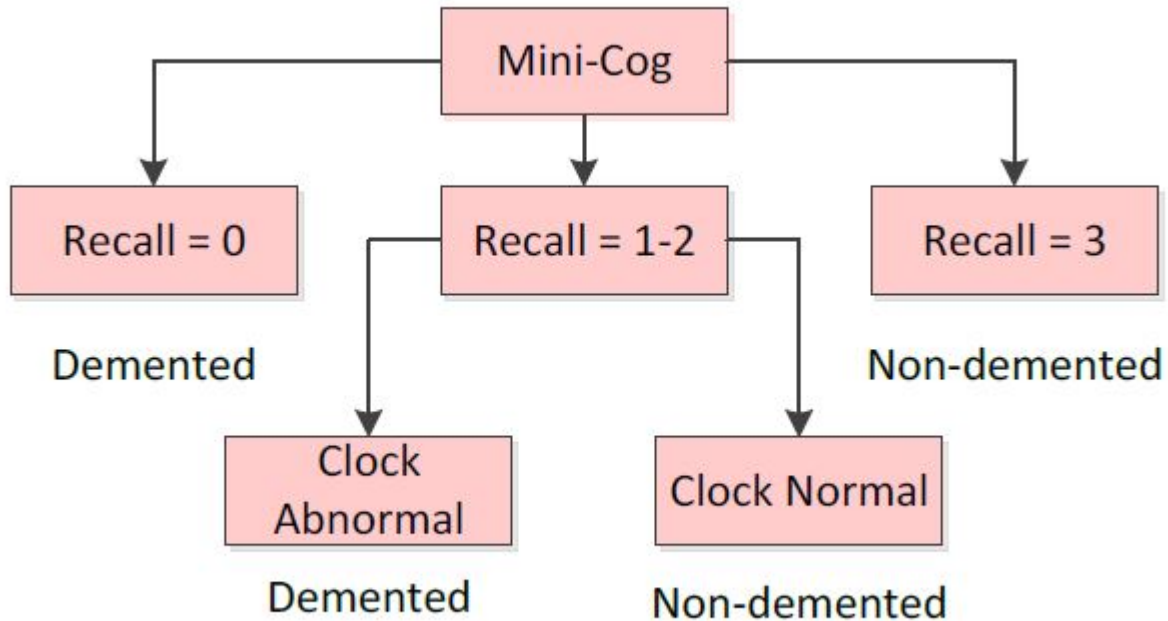 Mini-Cog
Recall = 0
Recall = 1-2
Recall = 3
Demented
Non-demented
Clock
Abnormal
Clock Normal
Demented
Non-demented